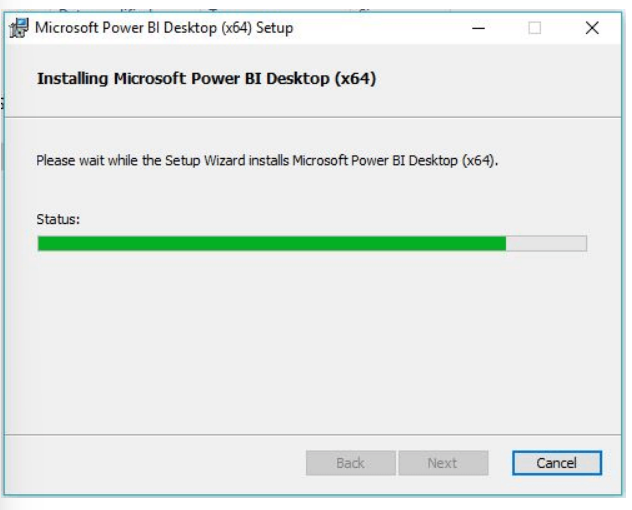 Microsoft Power BI Desktop (x64) Setup
Installing Microsoft Power BI Desktop (x64)
Please wait while the Setup Wizard installs Microsoft Power BI Desktop (x64).
Status:
Back Next Cancel